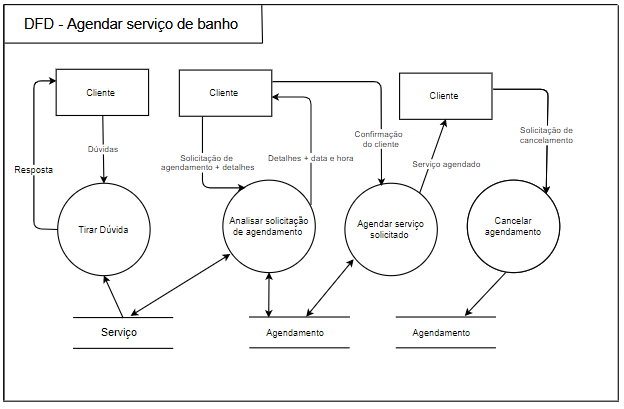 DFD - Agendar serviço de banho
Cliente
Cliente
Cliente
Dúvidas
Resposta
Solicitação de
agendamento + detalhes
Detalhes + data e hora
Confirmação
do cliente
Serviço agendado
Solicitação de
cancelamento
Tirar Dúvida
Analisar solicitação
de agendamento
Agendar serviço
solicitado
Cancelar
agendamento
Serviço
Agendamento
Agendamento